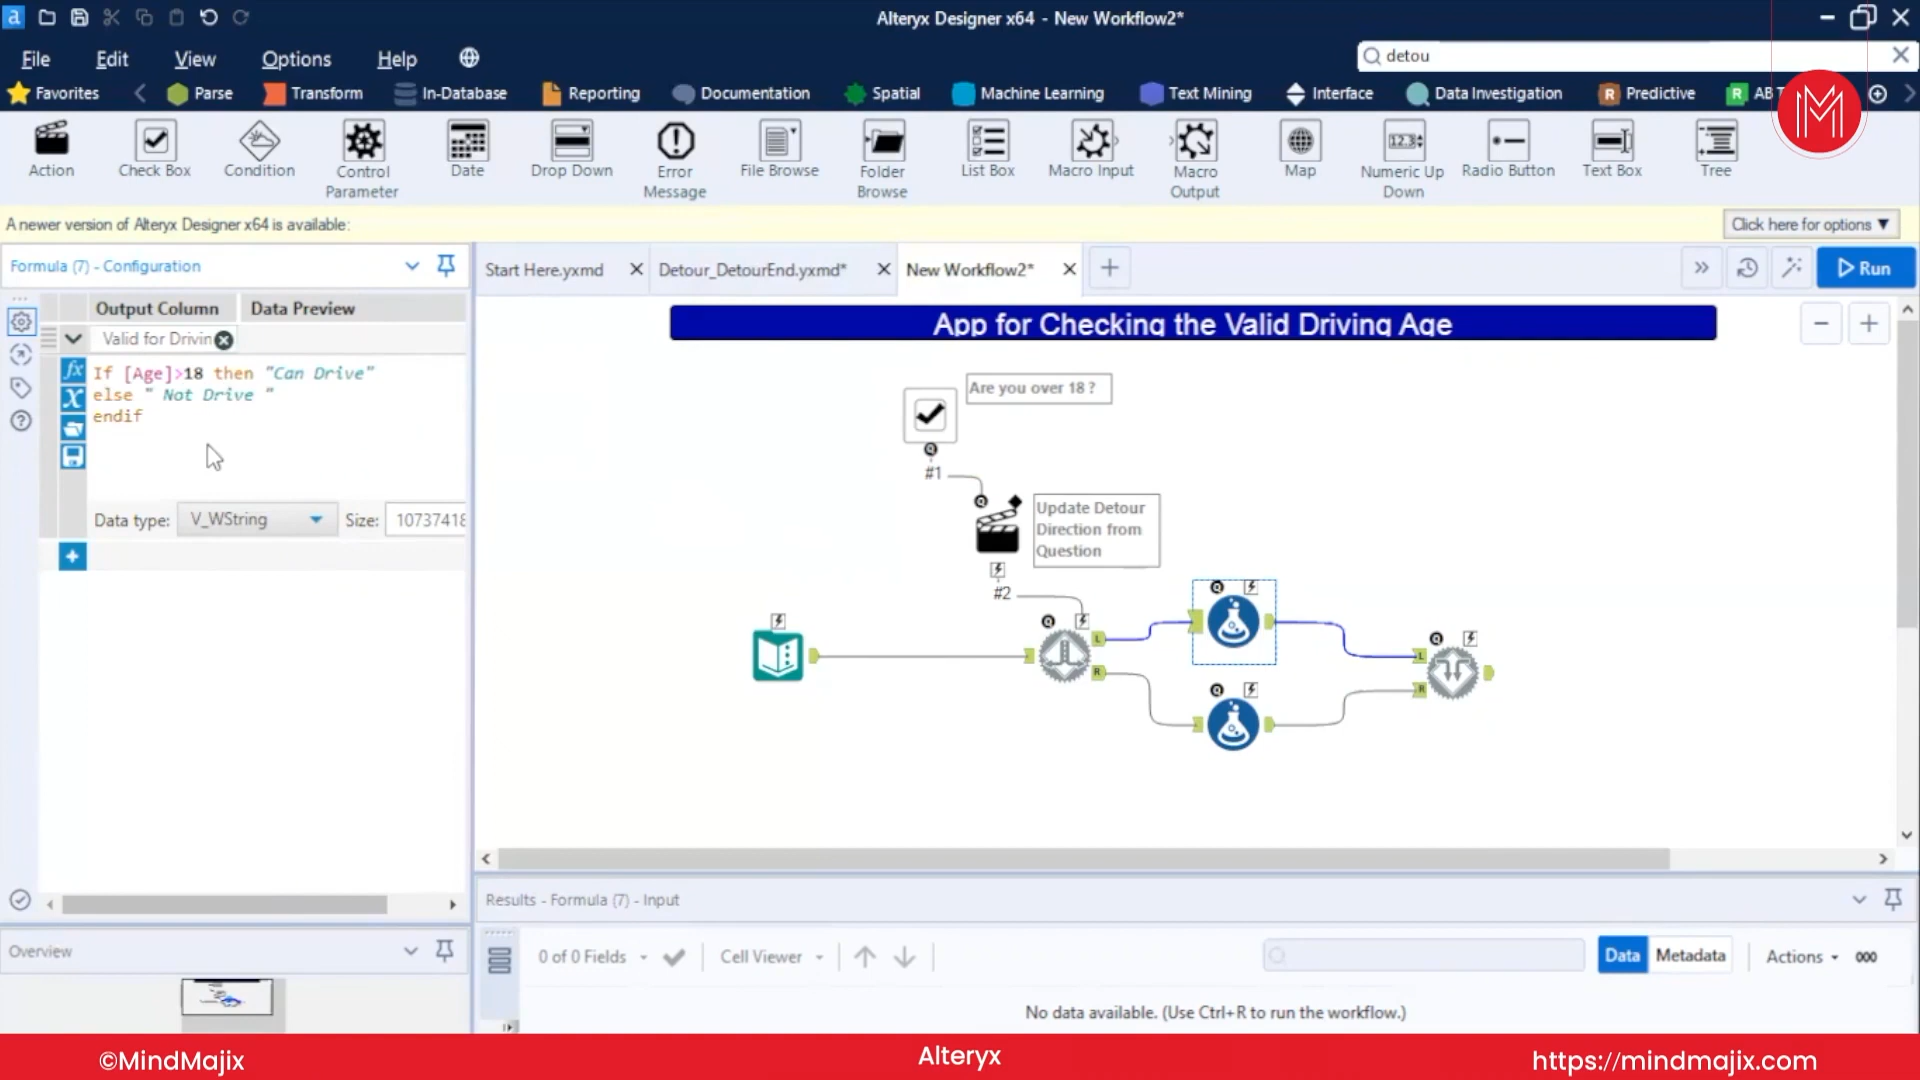 Alteryx Designer x64 - New Workflow2*
File Edit View Options Help
detou
Favorites Parse Transform In-Database Reporting Documentation Spatial Machine Learning Text Mining Interface Data Investigation Predictive
Action
Check Box
Condition
Control
Parameter
Date
Drop Down
Error
Message
File Browse
Folder
Browse
List Box
Macro Input
Macro
Output
Map
Numeric Up
Down
Radio Button
Text Box
Tree
A newer version of Alteryx Designer x64 is available:
Click here for options ▼
Formula (7) - Configuration
Start Here.yxmd
Detour_DetourEnd.yxmd*
New Workflow2*
Run
Output Column
Data Preview
Valid for Drivin
If [Age]>18 then "Can Drive"
else " Not Drive "
endif
Data type: V_WString Size: 10737418
App for Checking the Valid Driving Age
Are you over 18 ?
#1
Update Detour
Direction from
Question
#2
L
R
L
R
Results - Formula (7) - Input
Overview
0 of 0 Fields
Cell Viewer
Data
Metadata
Actions
000
No data available. (Use Ctrl+R to run the workflow.)
©MindMajix
Alteryx
https://mindmajix.com